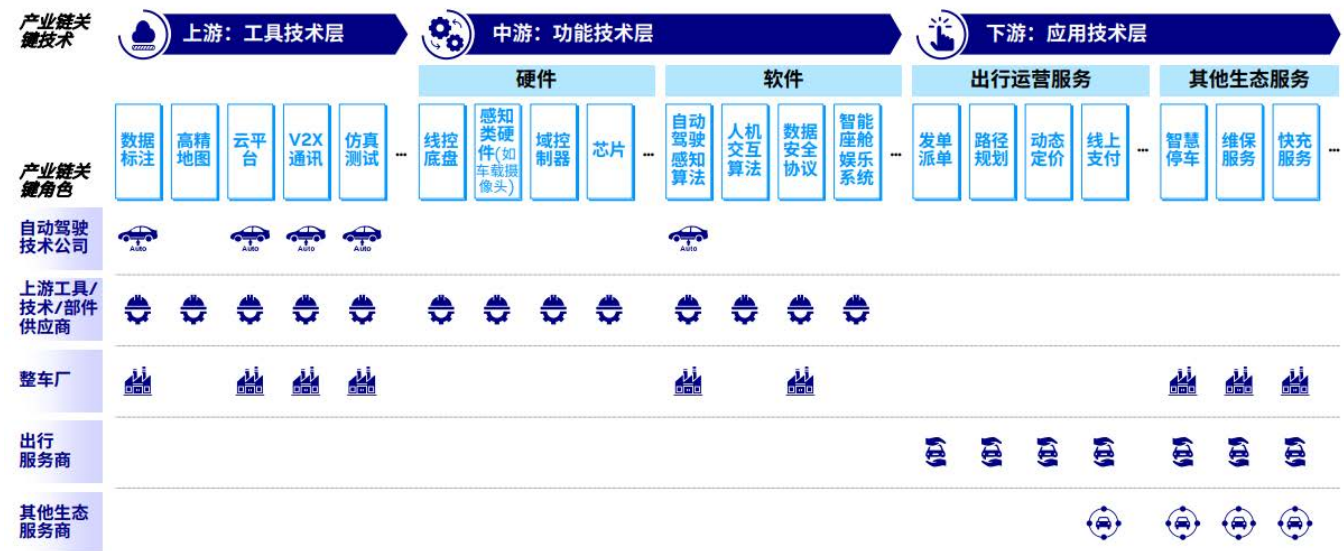 产业链关
键技术
上游：工具技术层
中游：功能技术层
下游：应用技术层
硬件
软件
出行运营服务
其他生态服务
产业链关
键角色
数据
标注
高精
地图
云平
台
V2X
通讯
仿真
测试
...
线控
底盘
感知
类硬
件(如
车载摄
像头)
域控
制器
芯片
...
自动
驾驶
感知
算法
人机
交互
算法
数据
安全
协议
智能
座舱
娱乐
系统
...
发单
派单
路径
规划
动态
定价
线上
支付
...
智慧
停车
维保
服务
快充
服务
...
自动驾驶
技术公司
Auto
Auto
Auto
Auto
Auto
上游工具/
技术/部件
供应商
整车厂
出行
服务商
其他生态
服务商